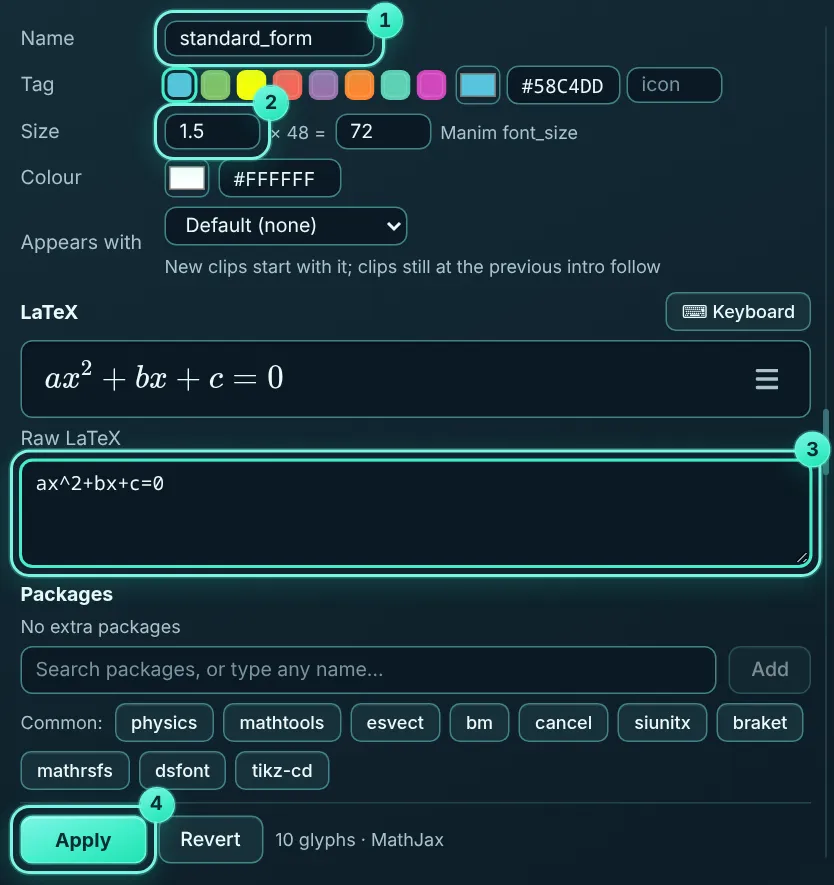 Name standard_form 1
Tag #58C4DD icon
Size 1.5 2 × 48 = 72 Manim font_size
Colour #FFFFFF
Appears with Default (none)
New clips start with it; clips still at the previous intro follow
LaTeX ⌨ Keyboard
ax² + bx + c = 0
Raw LaTeX 3
ax^2+bx+c=0
Packages
No extra packages
Search packages, or type any name... Add
Common: physics mathtools esvect bm cancel siunitx braket
mathrsfs dsfont tikz-cd
4
Apply Revert 10 glyphs · MathJax